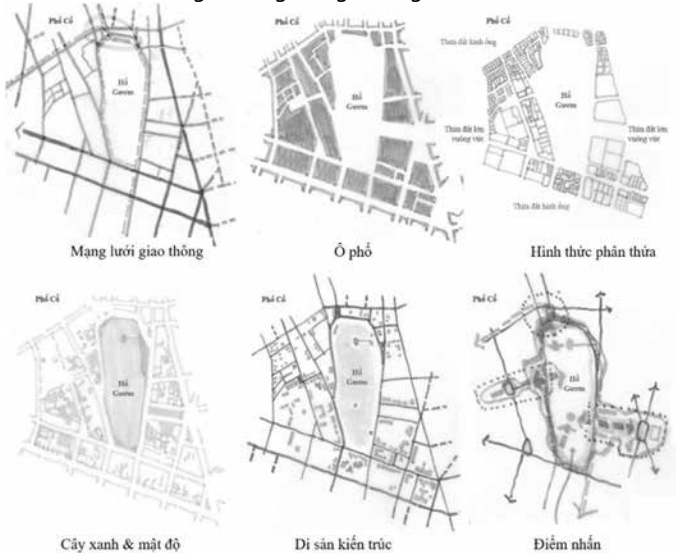 Phố Cổ
Hồ
Gươm
Mạng lưới giao thông
Phố Cổ
Hồ
Gươm
Ô phố
Phố Cổ
Thửa đất hình ống
Hồ
Gươm
Thửa đất lớn
vuông vức
Thửa đất lớn
vuông vức
Thửa đất hình ống
Hình thức phân thửa
Phố Cổ
Hồ
Gươm
Cây xanh & mật độ
Phố Cổ
Hồ
Gươm
Di sản kiến trúc
Phố Cổ
Hồ
Gươm
Điểm nhấn